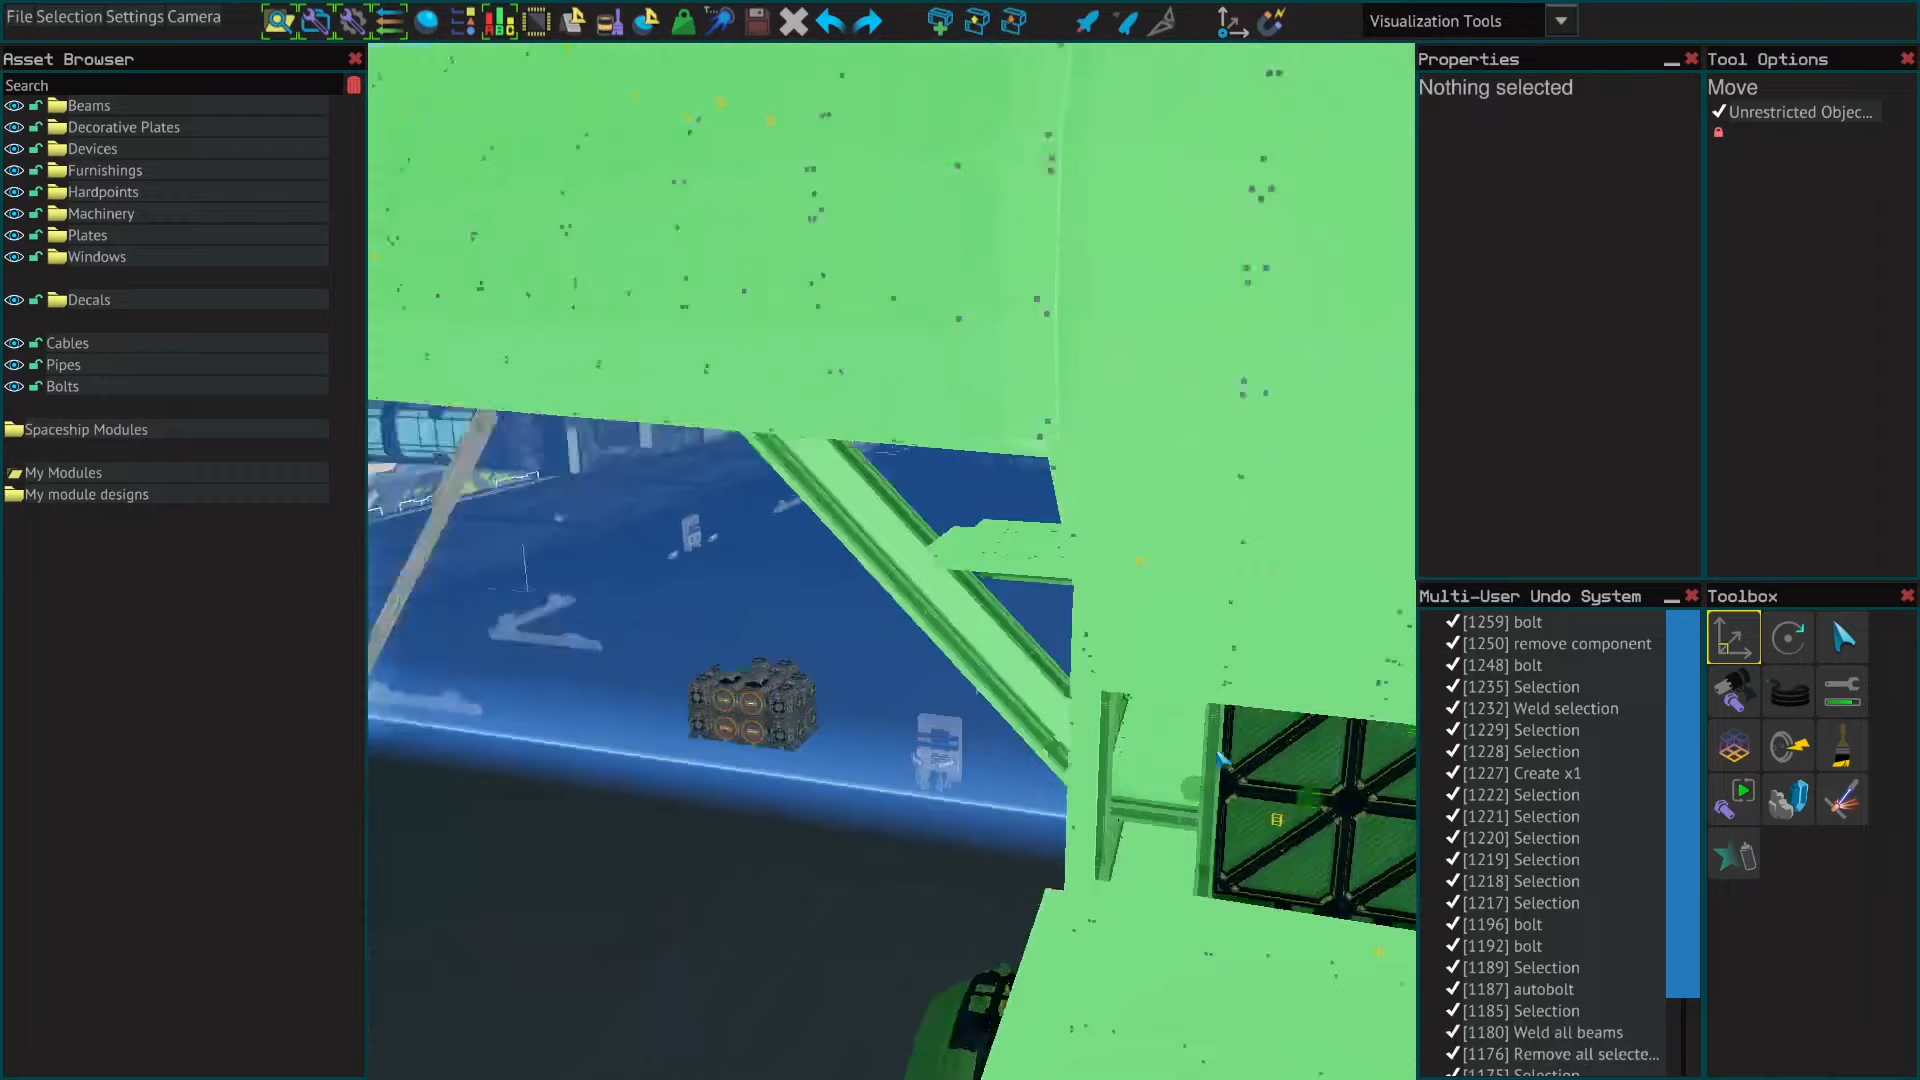 File Selection Settings Camera
ABC
Visualization Tools
Asset Browser
Search
Beams
Decorative Plates
Devices
Furnishings
Hardpoints
Machinery
Plates
Windows
Decals
Cables
Pipes
Bolts
Spaceship Modules
My Modules
My module designs
Properties
Nothing selected
Tool Options
Move
Unrestricted Objec...
Multi-User Undo System
[1259] bolt
[1250] remove component
[1248] bolt
[1235] Selection
[1232] Weld selection
[1229] Selection
[1228] Selection
[1227] Create x1
[1222] Selection
[1221] Selection
[1220] Selection
[1219] Selection
[1218] Selection
[1217] Selection
[1196] bolt
[1192] bolt
[1189] Selection
[1187] autobolt
[1185] Selection
[1180] Weld all beams
[1176] Remove all selecte...
[1175] Selection
Toolbox